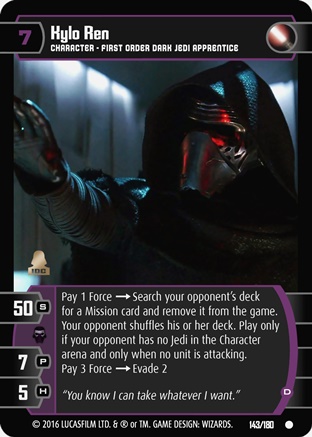 7
Kylo Ren
CHARACTER - FIRST ORDER DARK JEDI APPRENTICE
IDC
50 S
7 P
5 H
Pay 1 Force → Search your opponent's deck
for a Mission card and remove it from the game.
Your opponent shuffles his or her deck. Play only
if your opponent has no Jedi in the Character
arena and only when no unit is attacking.
Pay 3 Force → Evade 2
"You know I can take whatever I want."
D
© 2016 LUCASFILM LTD. & ® or TM. GAME DESIGN: WIZARDS.
143/180